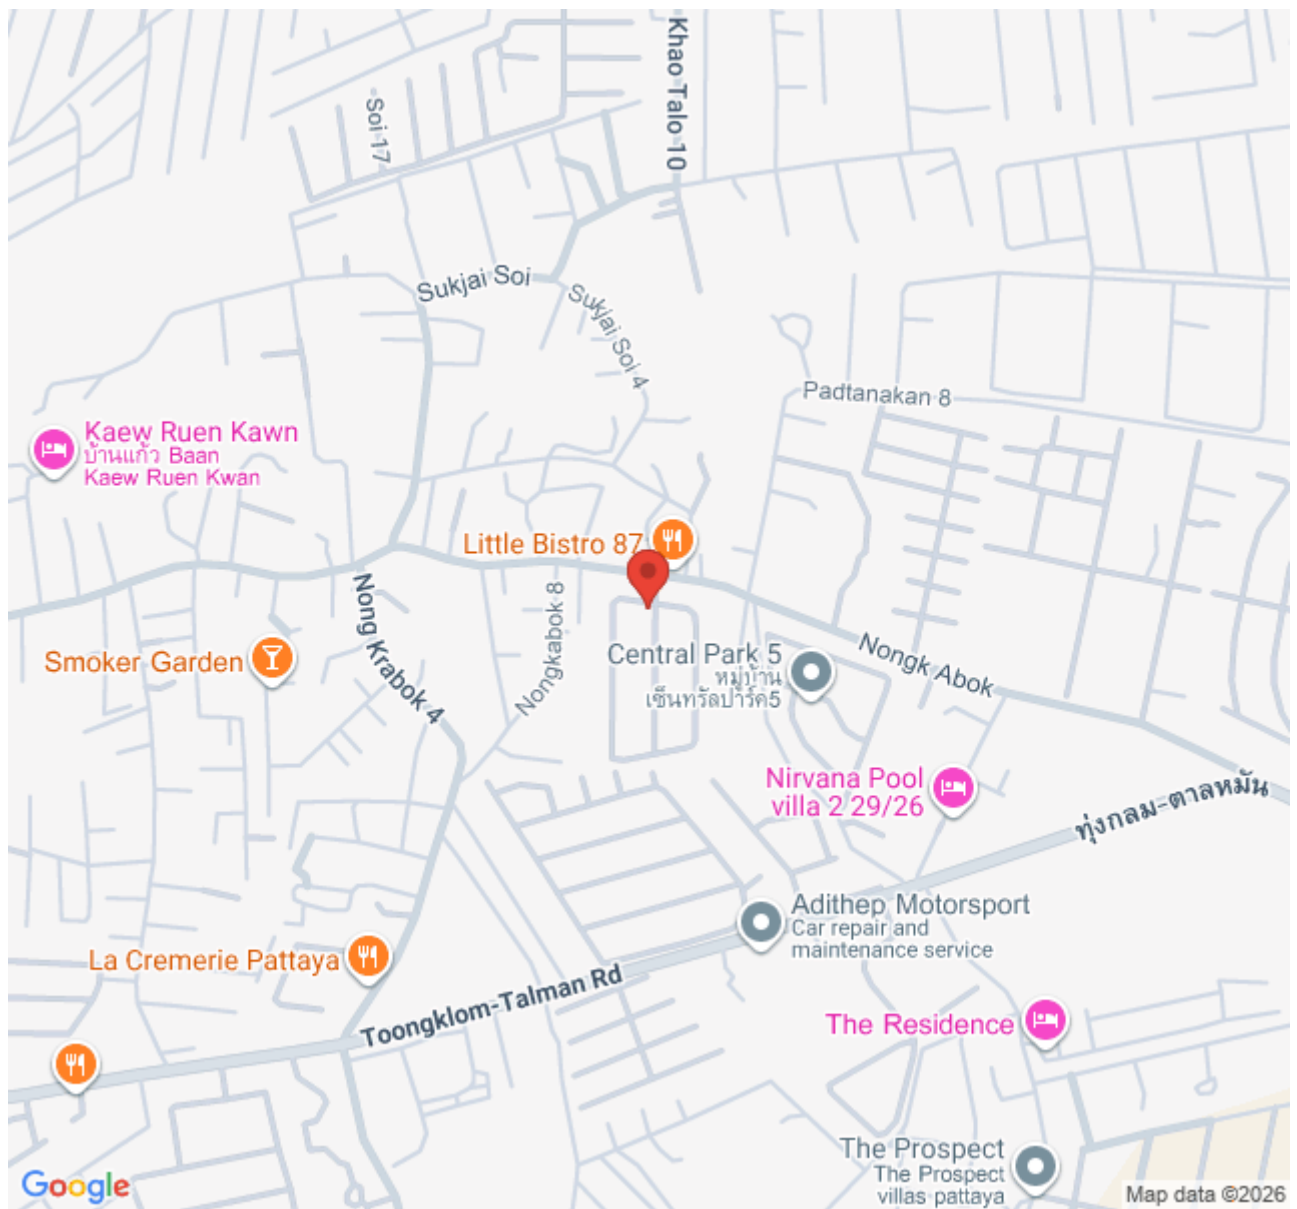 Khao Talo 10
Soi 17
Sukjai Soi
Sukjai Soi 4
Padtanakan 8
Kaew Ruen Kawn
บ้านแก้ว Baan
Kaew Ruen Kwan
Little Bistro 87
Nong Krabok 4
Nongkabok 8
Smoker Garden
Central Park 5
หมู่บ้าน
เซ็นทรัลปาร์ค5
Nongk Abok
Nirvana Pool
villa 2 29/26
ทุ่งกลม-ตาลหมัน
Adithep Motorsport
Car repair and
maintenance service
La Cremerie Pattaya
Toongklom-Talman Rd
The Residence
The Prospect
The Prospect
villas pattaya
Google
Map data ©2026